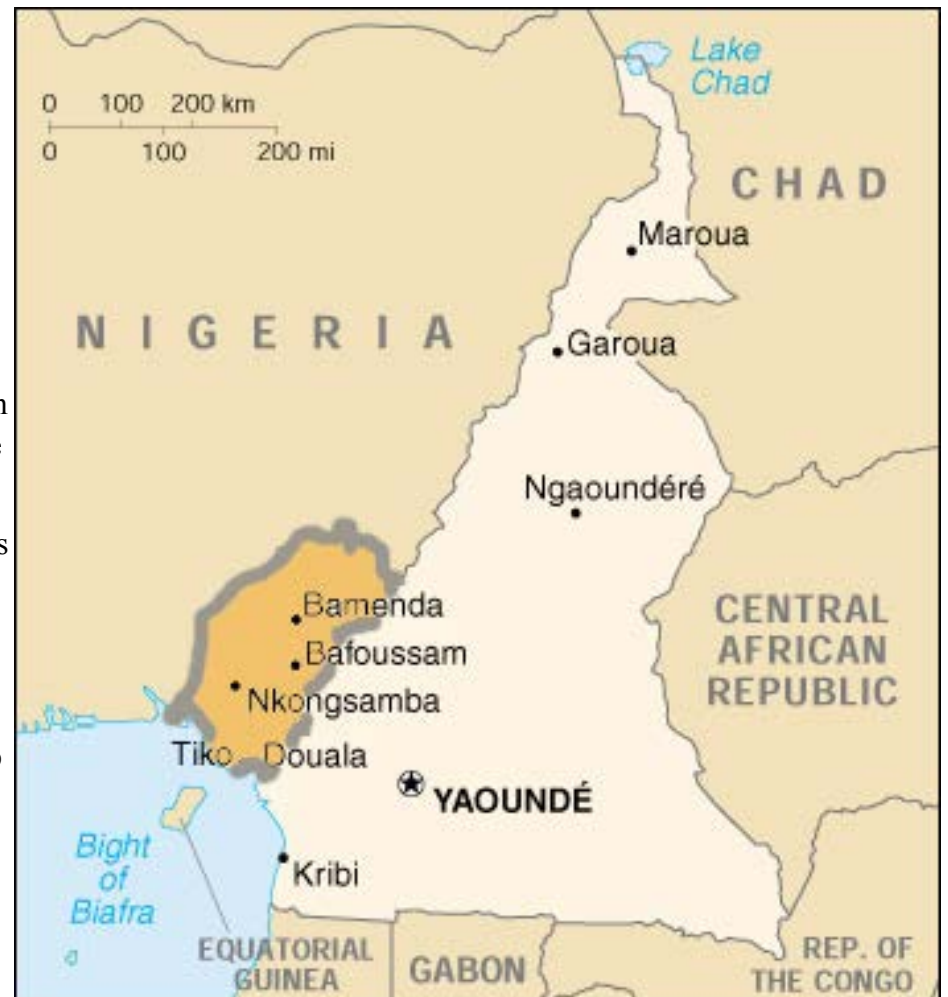 Lake
Chad
0 100 200 km
0 100 200 mi
CHAD
Maroua
NIGERIA
Garoua
Ngaoundéré
Bamenda
CENTRAL
AFRICAN
REPUBLIC
Bafoussam
Nkongsamba
Tiko Douala
YAOUNDÉ
Bight
of
Biafra
Kribi
EQUATORIAL
GUINEA
GABON
REP. OF
THE CONGO